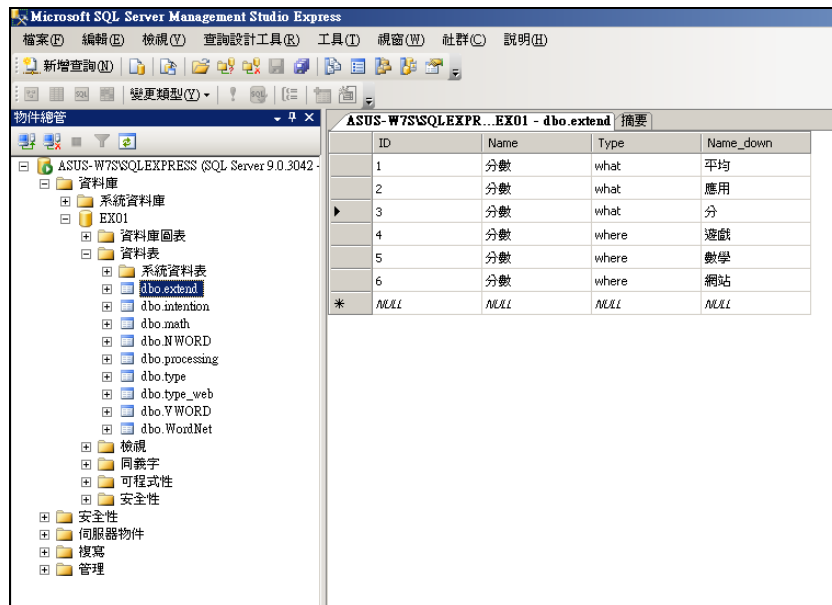 Microsoft SQL Server Management Studio Express
檔案(F) 編輯(E) 檢視(V) 查詢設計工具(R) 工具(T) 視窗(W) 社群(C) 說明(H)
新增查詢(N)
變更類型(Y)
物件總管
ASUS-W7S\SQLEXPRESS (SQL Server 9.0.3042 -
資料庫
系統資料庫
EX01
資料庫圖表
資料表
系統資料表
dbo.extend
dbo.intention
dbo.math
dbo.NWORD
dbo.processing
dbo.type
dbo.type_web
dbo.VWORD
dbo.WordNet
檢視
同義字
可程式性
安全性
安全性
伺服器物件
複寫
管理
ASUS-W7S\SQLEXPR...EX01 - dbo.extend 摘要
ID Name Type Name_down
1 分數 what 平均
2 分數 what 應用
3 分數 what 分
4 分數 where 遊戲
5 分數 where 數學
6 分數 where 網站
NULL NULL NULL NULL